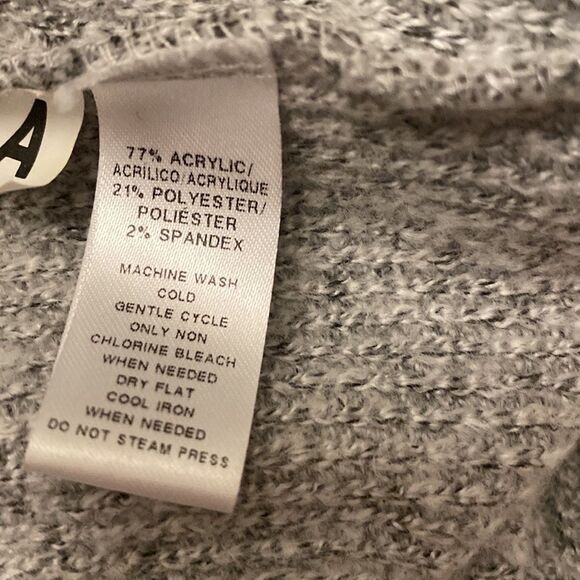 A
77% ACRYLIC/
ACRILICO/ACRYLIQUE
21% POLYESTER/
POLIÉSTER
2% SPANDEX
MACHINE WASH
COLD
GENTLE CYCLE
ONLY NON
CHLORINE BLEACH
WHEN NEEDED
DRY FLAT
COOL IRON
WHEN NEEDED
DO NOT STEAM PRESS